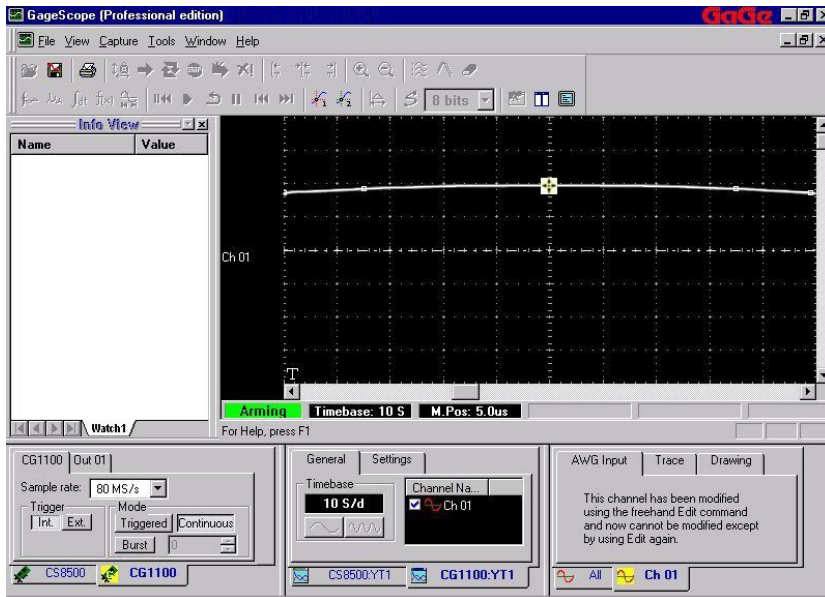 GageScope (Professional edition)
GaGe
File View Capture Tools Window Help
8 bits
Info View
Name Value
Ch 01
T
Arming Timebase: 10 S M.Pos: 5.0us
Watch1
For Help, press F1
CG1100 Out 01
Sample rate: 80 MS/s
Trigger
Int. Ext.
Mode
Triggered Continuous
Burst 0
CS8500 CG1100
General Settings
Timebase
10 S/d
Channel Na...
Ch 01
CS8500:YT1 CG1100:YT1
AWG Input Trace Drawing
This channel has been modified
using the freehand Edit command
and now cannot be modified except
by using Edit again.
All Ch 01